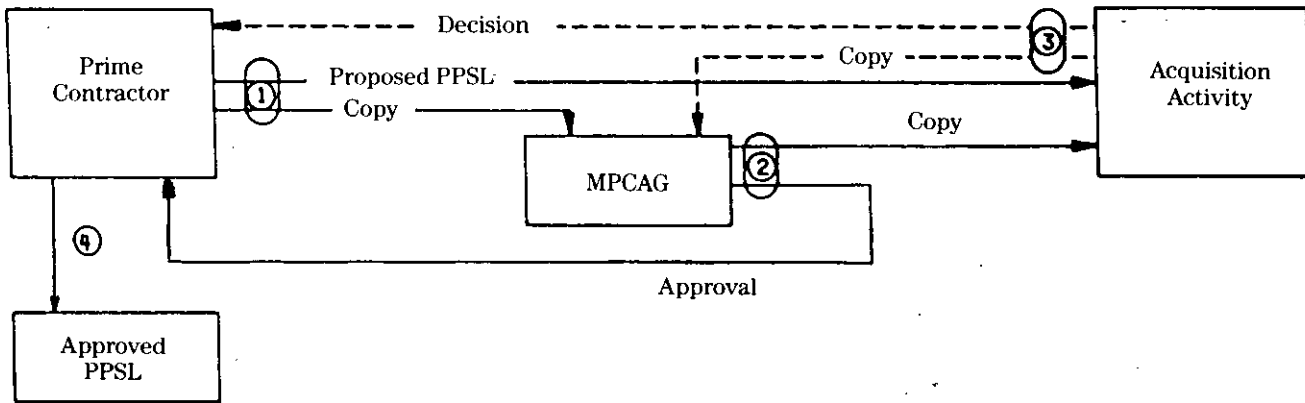 Decision
3
Prime
Contractor
Copy
Acquisition
Activity
1
Proposed PPSL
Copy
Copy
MPCAG
2
4
Approval
Approved
PPSL